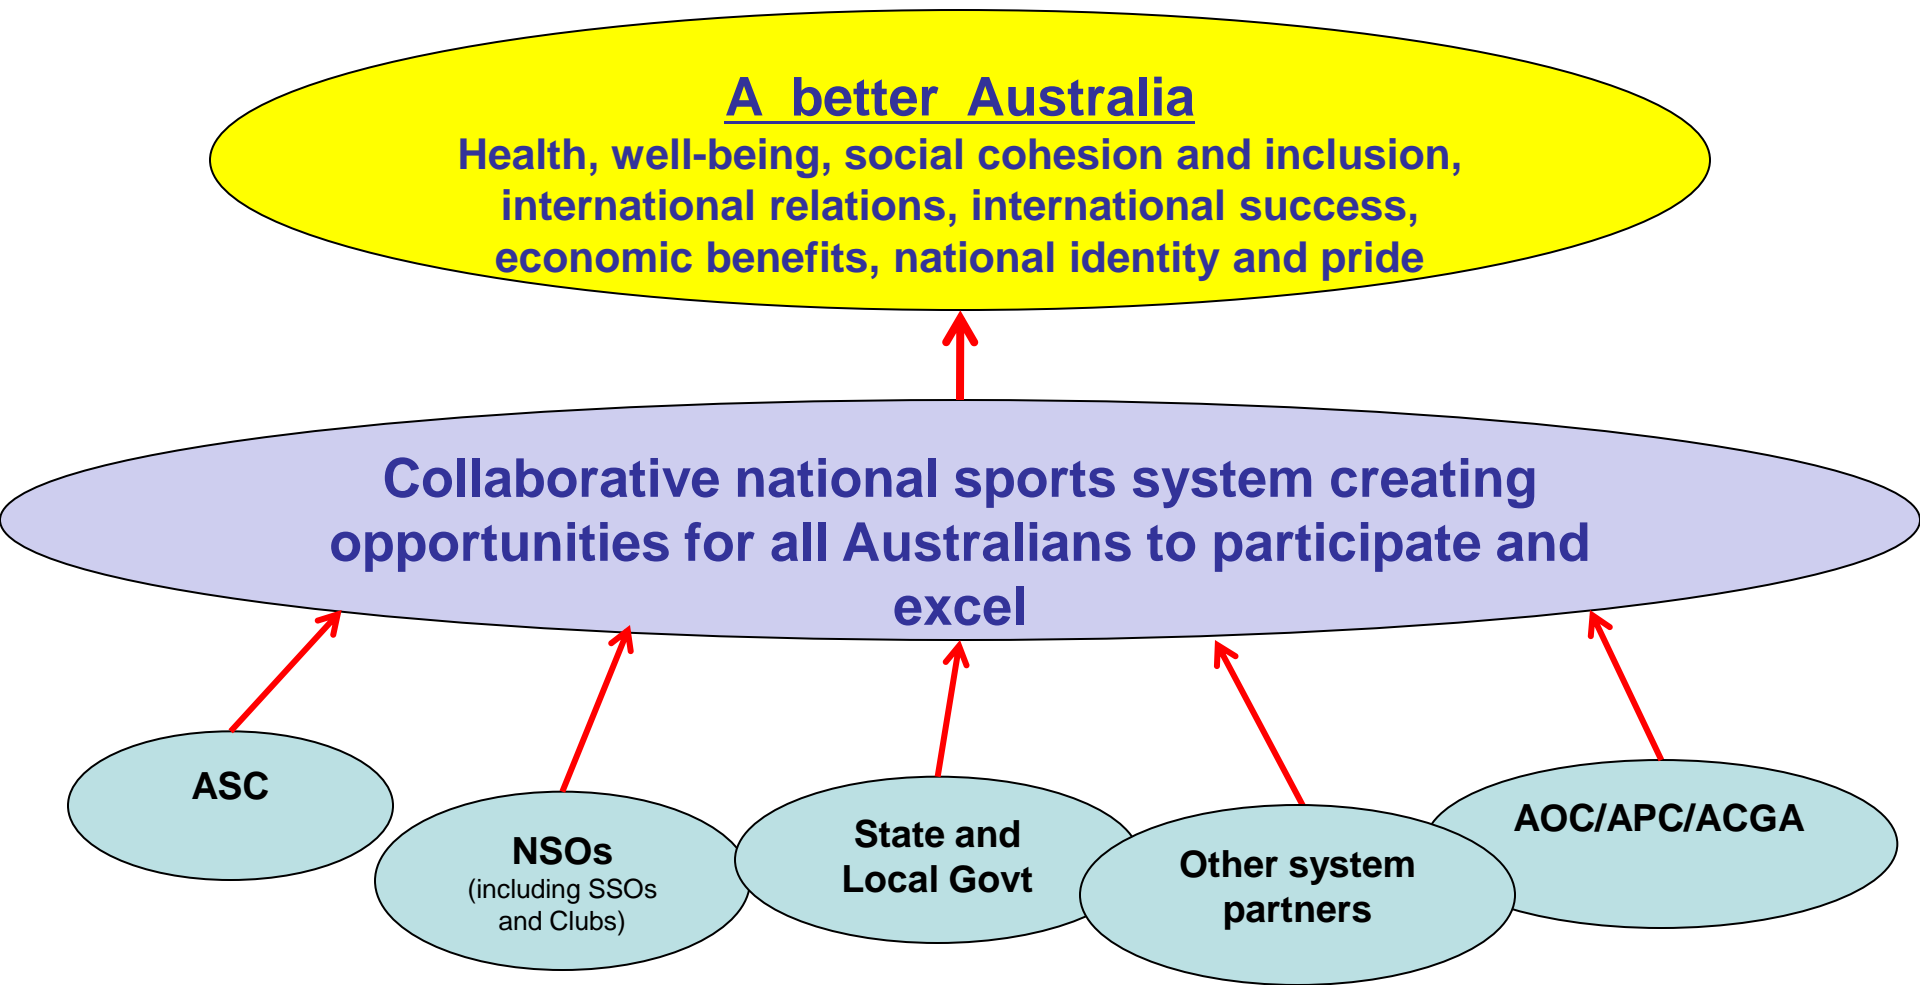 A better Australia
Health, well-being, social cohesion and inclusion,
international relations, international success,
economic benefits, national identity and pride
Collaborative national sports system creating
opportunities for all Australians to participate and
excel
ASC
NSOs
(including SSOs
and Clubs)
State and
Local Govt
Other system
partners
AOC/APC/ACGA